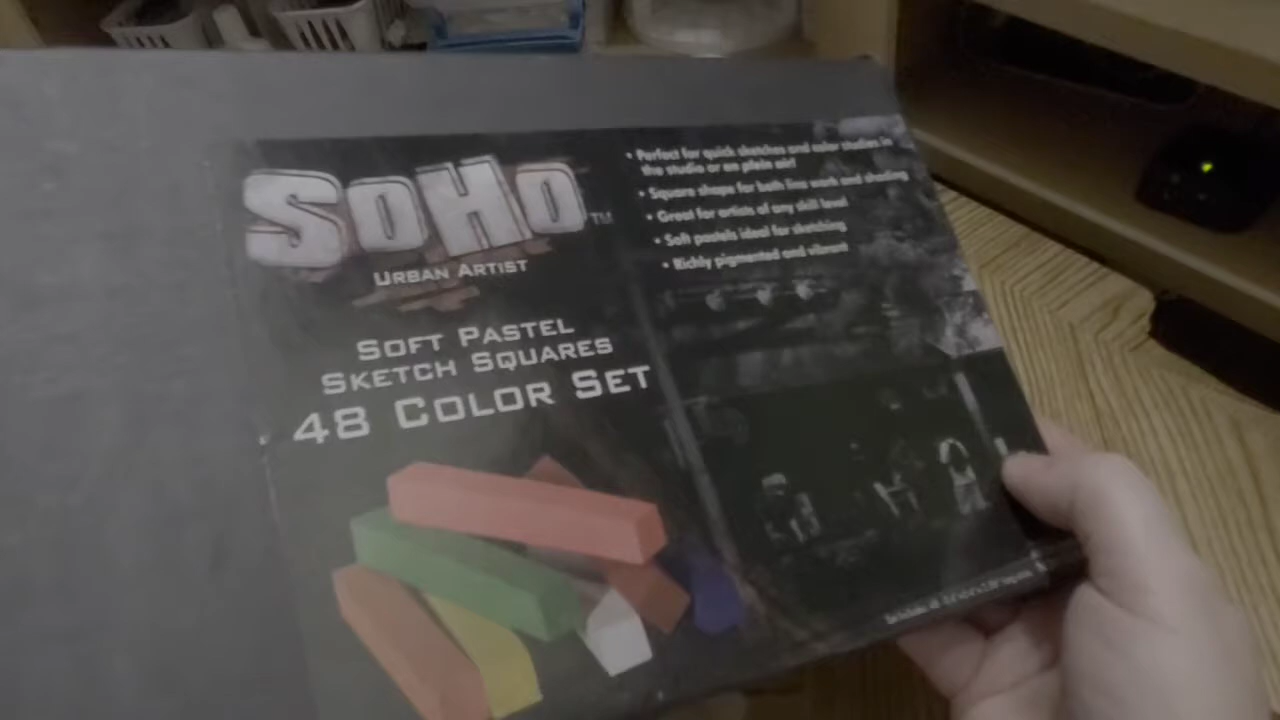 SOHO TM
URBAN ARTIST
SOFT PASTEL
SKETCH SQUARES
48 COLOR SET
• Perfect for quick sketches and color studies in
the studio or en plein air!
• Square shape for both line work and shading
• Great for artists of any skill level
• Soft pastels ideal for sketching
• Richly pigmented and vibrant